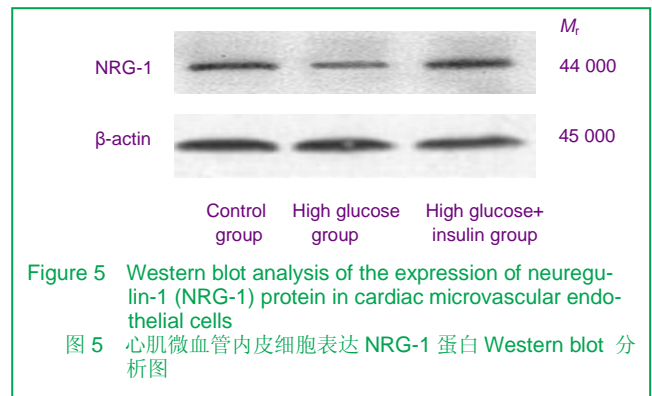 Mr
NRG-1 44 000
β-actin 45 000
Control High glucose High glucose+
group group insulin group
Figure 5 Western blot analysis of the expression of neuregu-
lin-1 (NRG-1) protein in cardiac microvascular endo-
thelial cells
图 5 心肌微血管内皮细胞表达 NRG-1 蛋白 Western blot 分
析图